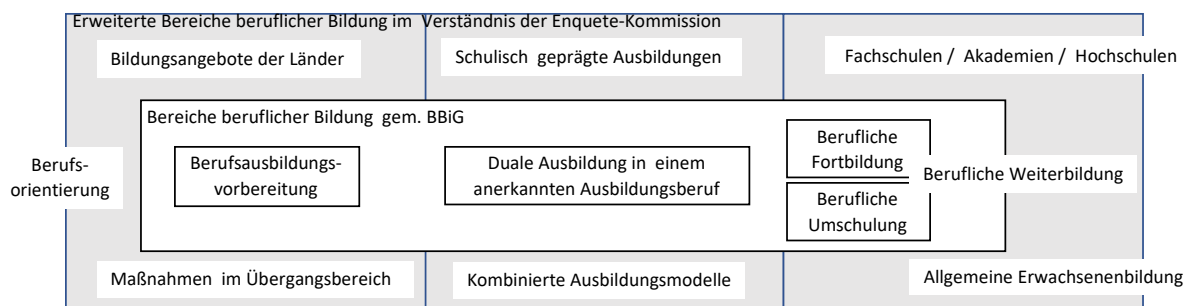 Erweiterte Bereiche beruflicher Bildung im Verständnis der Enquete-Kommission
Bildungsangebote der Länder
Schulisch geprägte Ausbildungen
Fachschulen / Akademien / Hochschulen
Bereiche beruflicher Bildung gem. BBiG
Berufs-
orientierung
Berufsausbildungs-
vorbereitung
Duale Ausbildung in einem
anerkannten Ausbildungsberuf
Berufliche
Fortbildung
Berufliche Weiterbildung
Berufliche
Umschulung
Maßnahmen im Übergangsbereich
Kombinierte Ausbildungsmodelle
Allgemeine Erwachsenenbildung